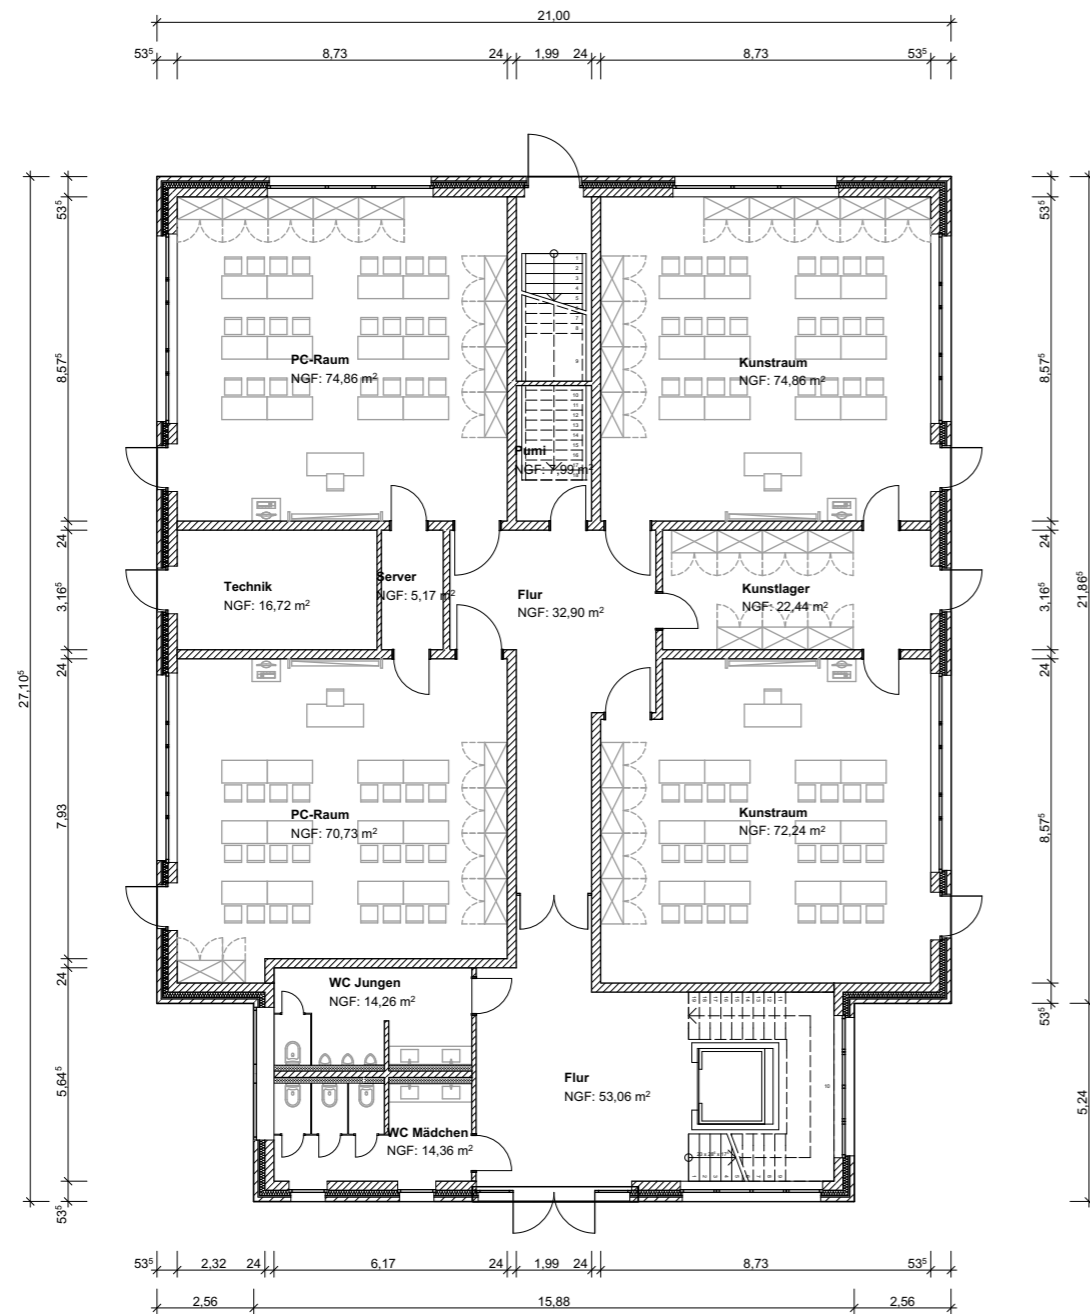 21,00
53⁵ 8,73 24 1,99 24 8,73 53⁵
53⁵
8,57⁵
24
3,16⁵
24
7,93
24
5,64⁵
53⁵
27,10⁵
PC-Raum
NGF: 74,86 m²
Kunstraum
NGF: 74,86 m²
Pumi
NGF: 7,99 m²
Technik
NGF: 16,72 m²
Server
NGF: 5,17 m²
Flur
NGF: 32,90 m²
Kunstlager
NGF: 22,44 m²
PC-Raum
NGF: 70,73 m²
Kunstraum
NGF: 72,24 m²
WC Jungen
NGF: 14,26 m²
Flur
NGF: 53,06 m²
WC Mädchen
NGF: 14,36 m²
53⁵
8,57⁵
24
3,16⁵
24
8,57⁵
53⁵
21,86⁵
5,24
53⁵ 2,32 24 6,17 24 1,99 24 8,73 53⁵
2,56 15,88 2,56